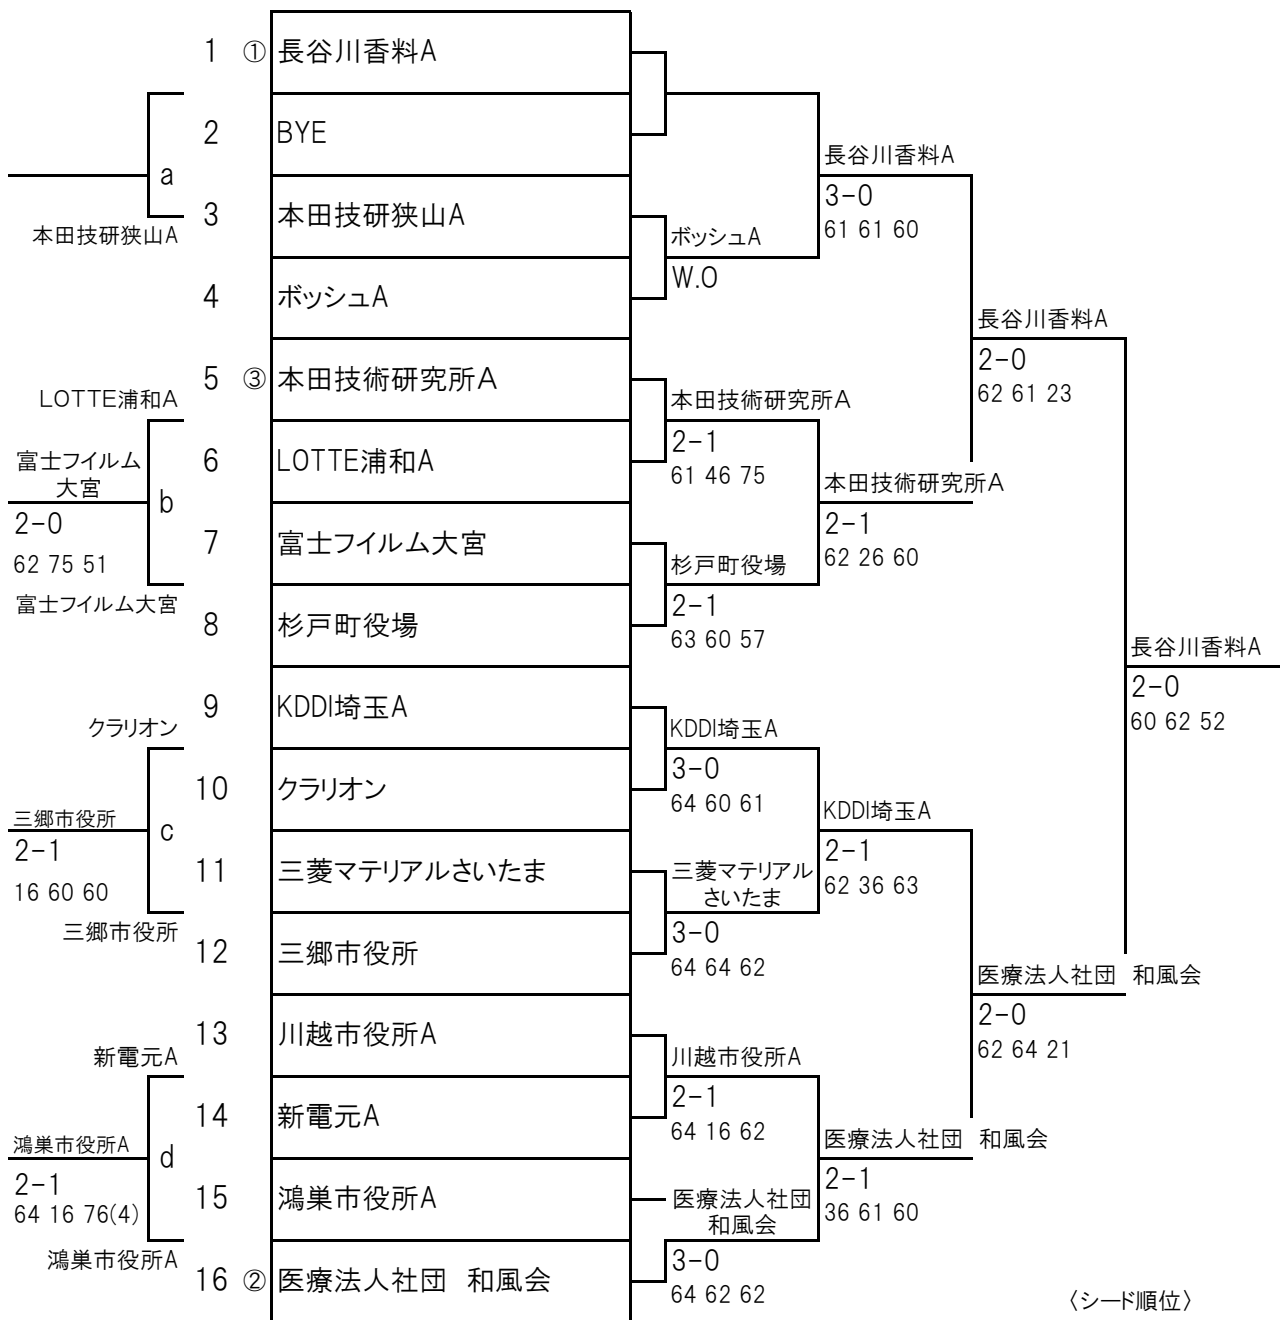 1 ① 長谷川香料A
2 BYE
a
3 本田技研狭山A
本田技研狭山A
4 ボッシュA
ボッシュA
W.O
長谷川香料A
3-0
61 61 60
5 ③ 本田技術研究所A
LOTTE浦和A
6 LOTTE浦和A
富士フイルム
大宮
b
2-0
62 75 51
7 富士フイルム大宮
富士フイルム大宮
8 杉戸町役場
本田技術研究所A
2-1
61 46 75
杉戸町役場
2-1
63 60 57
本田技術研究所A
2-1
62 26 60
長谷川香料A
2-0
62 61 23
9 KDDI埼玉A
クラリオン
10 クラリオン
三郷市役所
c
2-1
16 60 60
11 三菱マテリアルさいたま
三郷市役所
12 三郷市役所
KDDI埼玉A
3-0
64 60 61
三菱マテリアル
さいたま
3-0
64 64 62
KDDI埼玉A
2-1
62 36 63
長谷川香料A
2-0
60 62 52
13 川越市役所A
新電元A
14 新電元A
鴻巣市役所A
d
2-1
64 16 76(4)
15 鴻巣市役所A
鴻巣市役所A
16 ② 医療法人社団 和風会
川越市役所A
2-1
64 16 62
医療法人社団
和風会
3-0
64 62 62
医療法人社団 和風会
2-1
36 61 60
医療法人社団 和風会
2-0
62 64 21
〈シード順位〉